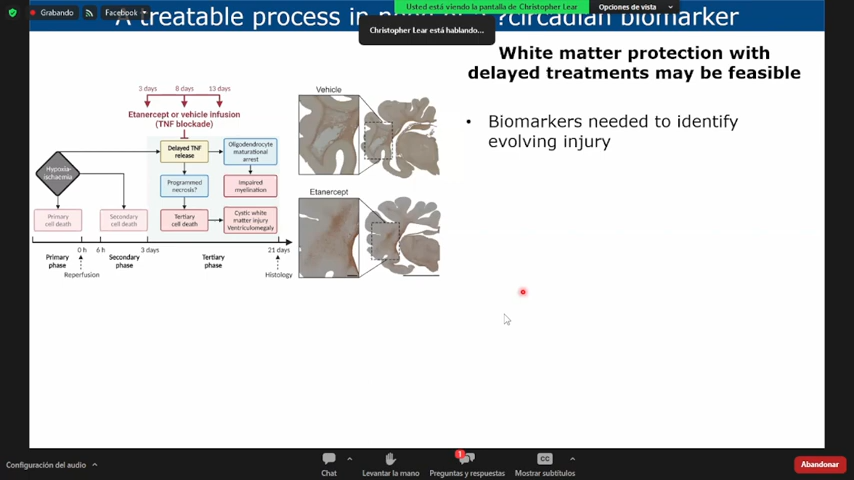 A treatable process in
?circadian biomarker
Grabando
Facebook
Usted está viendo la pantalla de Christopher Lear
Opciones de vista
Christopher Lear está hablando...
White matter protection with
delayed treatments may be feasible
• Biomarkers needed to identify
evolving injury
3 days
8 days
13 days
Etanercept or vehicle infusion
(TNF blockade)
Delayed TNF
release
Oligodendrocyte
maturational
arrest
Hypoxia-
ischaemia
Programmed
necrosis?
Impaired
myelination
Primary
cell death
Secondary
cell death
Tertiary
cell death
Cystic white
matter injury
Ventriculomegaly
0 h
6 h
3 days
21 days
Primary
phase
Reperfusion
Secondary
phase
Tertiary
phase
Histology
Vehicle
Etanercept
Configuración del audio
Chat
Levantar la mano
1
Preguntas y respuestas
CC
Mostrar subtítulos
Abandonar